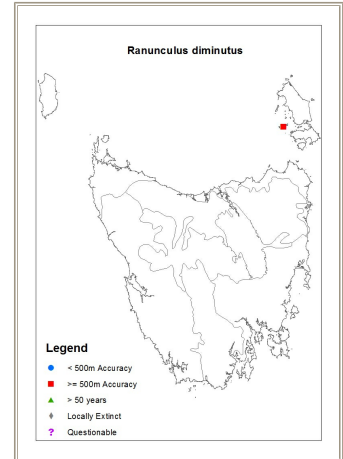 Ranunculus diminutus
Legend
< 500m Accuracy
>= 500m Accuracy
> 50 years
Locally Extinct
? Questionable